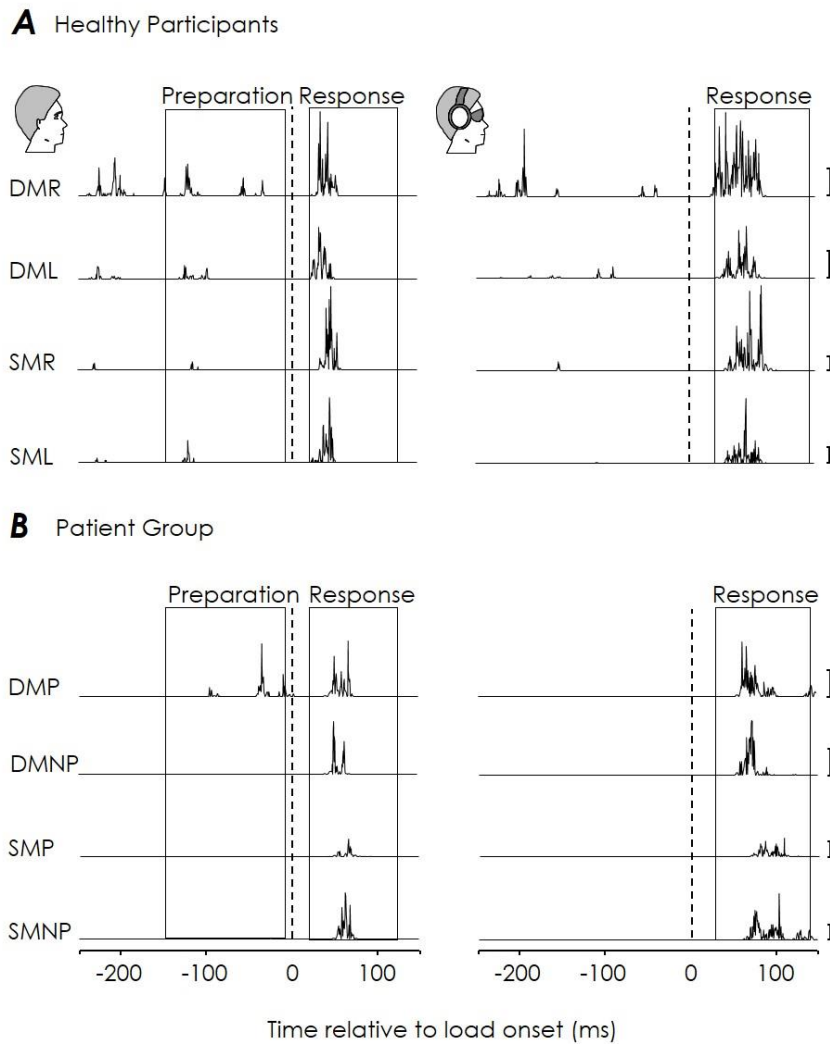 A Healthy Participants
Preparation Response
Response
DMR
DML
SMR
SML
B Patient Group
Preparation Response
Response
DMP
DMNP
SMP
SMNP
-200 -100 0 100
-200 -100 0 100
Time relative to load onset (ms)